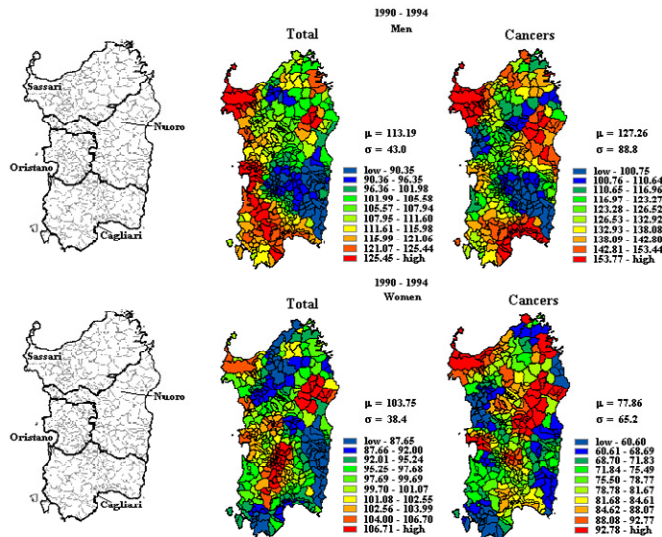 1990 - 1994
Men
Total
Cancers
Sassari
Nuoro
Oristano
Cagliari
μ = 113.19
σ = 43.0
low - 90.35
90.36 - 96.35
96.36 - 101.98
101.99 - 105.58
105.57 - 107.94
107.95 - 111.60
111.61 - 115.98
115.99 - 121.06
121.07 - 125.44
125.45 - high
μ = 127.26
σ = 88.8
low - 100.75
100.76 - 110.64
110.65 - 116.96
116.97 - 123.27
123.28 - 126.52
126.53 - 132.92
132.93 - 138.08
138.09 - 142.80
142.81 - 153.44
153.77 - high
1990 - 1994
Women
Total
Cancers
Sassari
Nuoro
Oristano
Cagliari
μ = 103.75
σ = 38.4
low - 87.65
87.66 - 92.00
92.01 - 95.24
95.25 - 97.68
97.69 - 99.69
99.70 - 101.07
101.08 - 102.55
102.56 - 103.99
104.00 - 106.70
106.71 - high
μ = 77.86
σ = 65.2
low - 60.60
60.61 - 68.69
68.70 - 71.83
71.84 - 75.49
75.50 - 78.77
78.78 - 81.67
81.68 - 84.61
84.62 - 88.07
88.08 - 92.77
92.78 - high